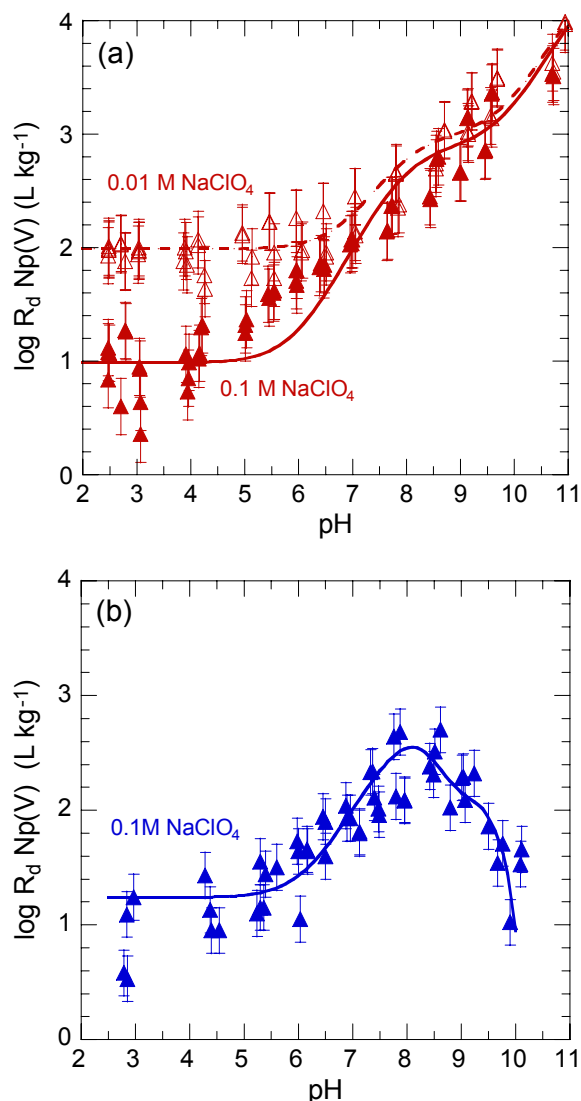 (a)
4
3
2
1
0
log R_d Np(V) (L kg⁻¹)
0.01 M NaClO₄
0.1 M NaClO₄
2 3 4 5 6 7 8 9 10 11
pH
(b)
4
3
2
1
0
log R_d Np(V) (L kg⁻¹)
0.1M NaClO₄
2 3 4 5 6 7 8 9 10 11
pH